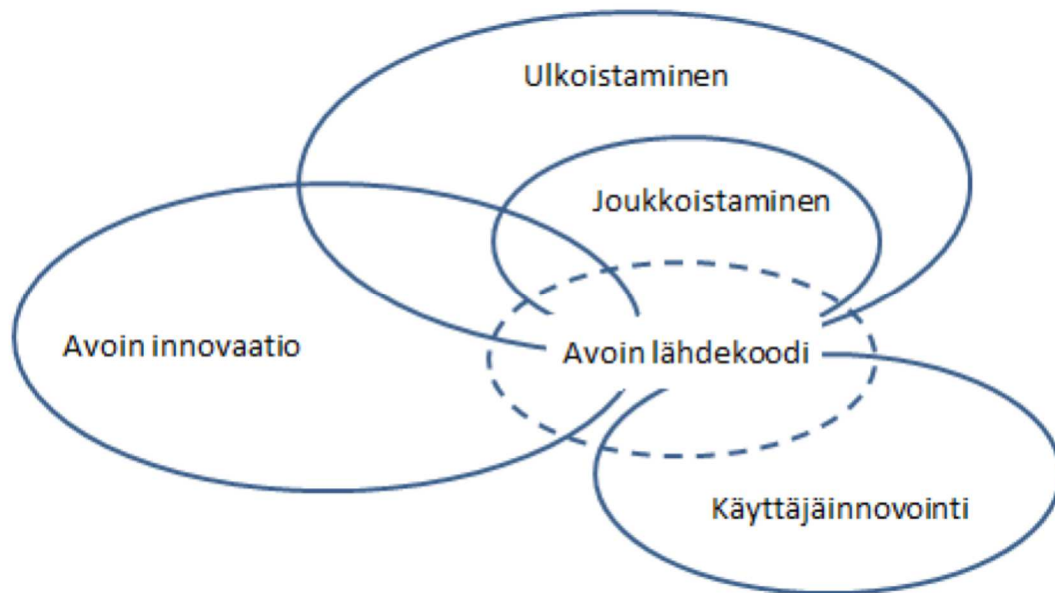 Ulkoistaminen
Joukkoistaminen
Avoin innovaatio
Avoin lähdekoodi
Käyttäjäinnovointi